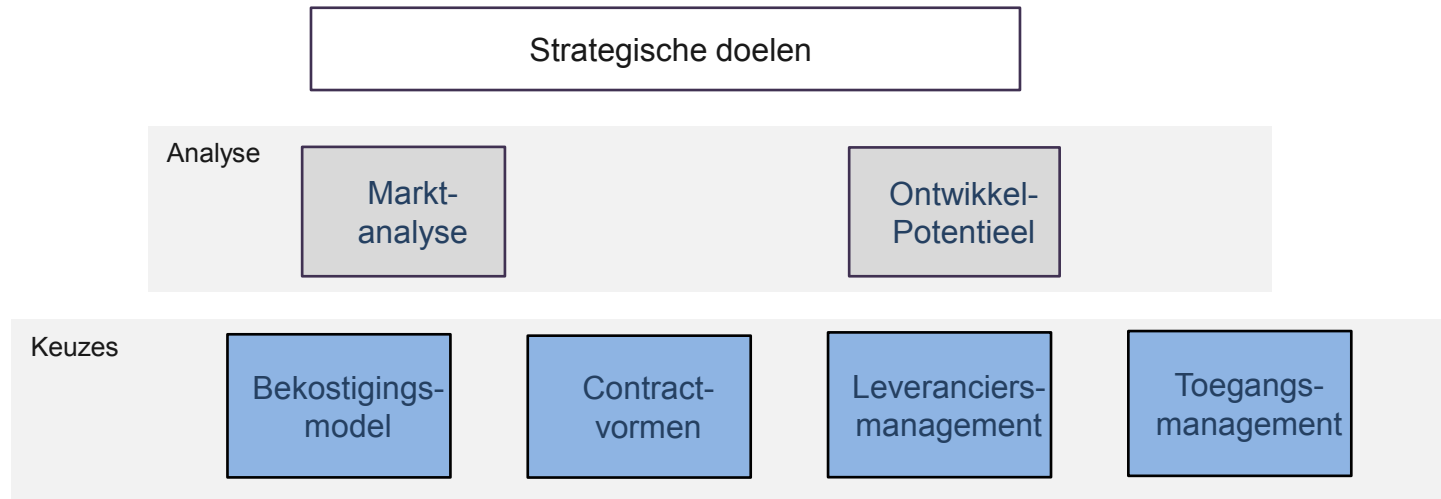 Strategische doelen
Analyse
Markt-
analyse
Ontwikkel-
Potentieel
Keuzes
Bekostigings-
model
Contract-
vormen
Leveranciers-
management
Toegangs-
management